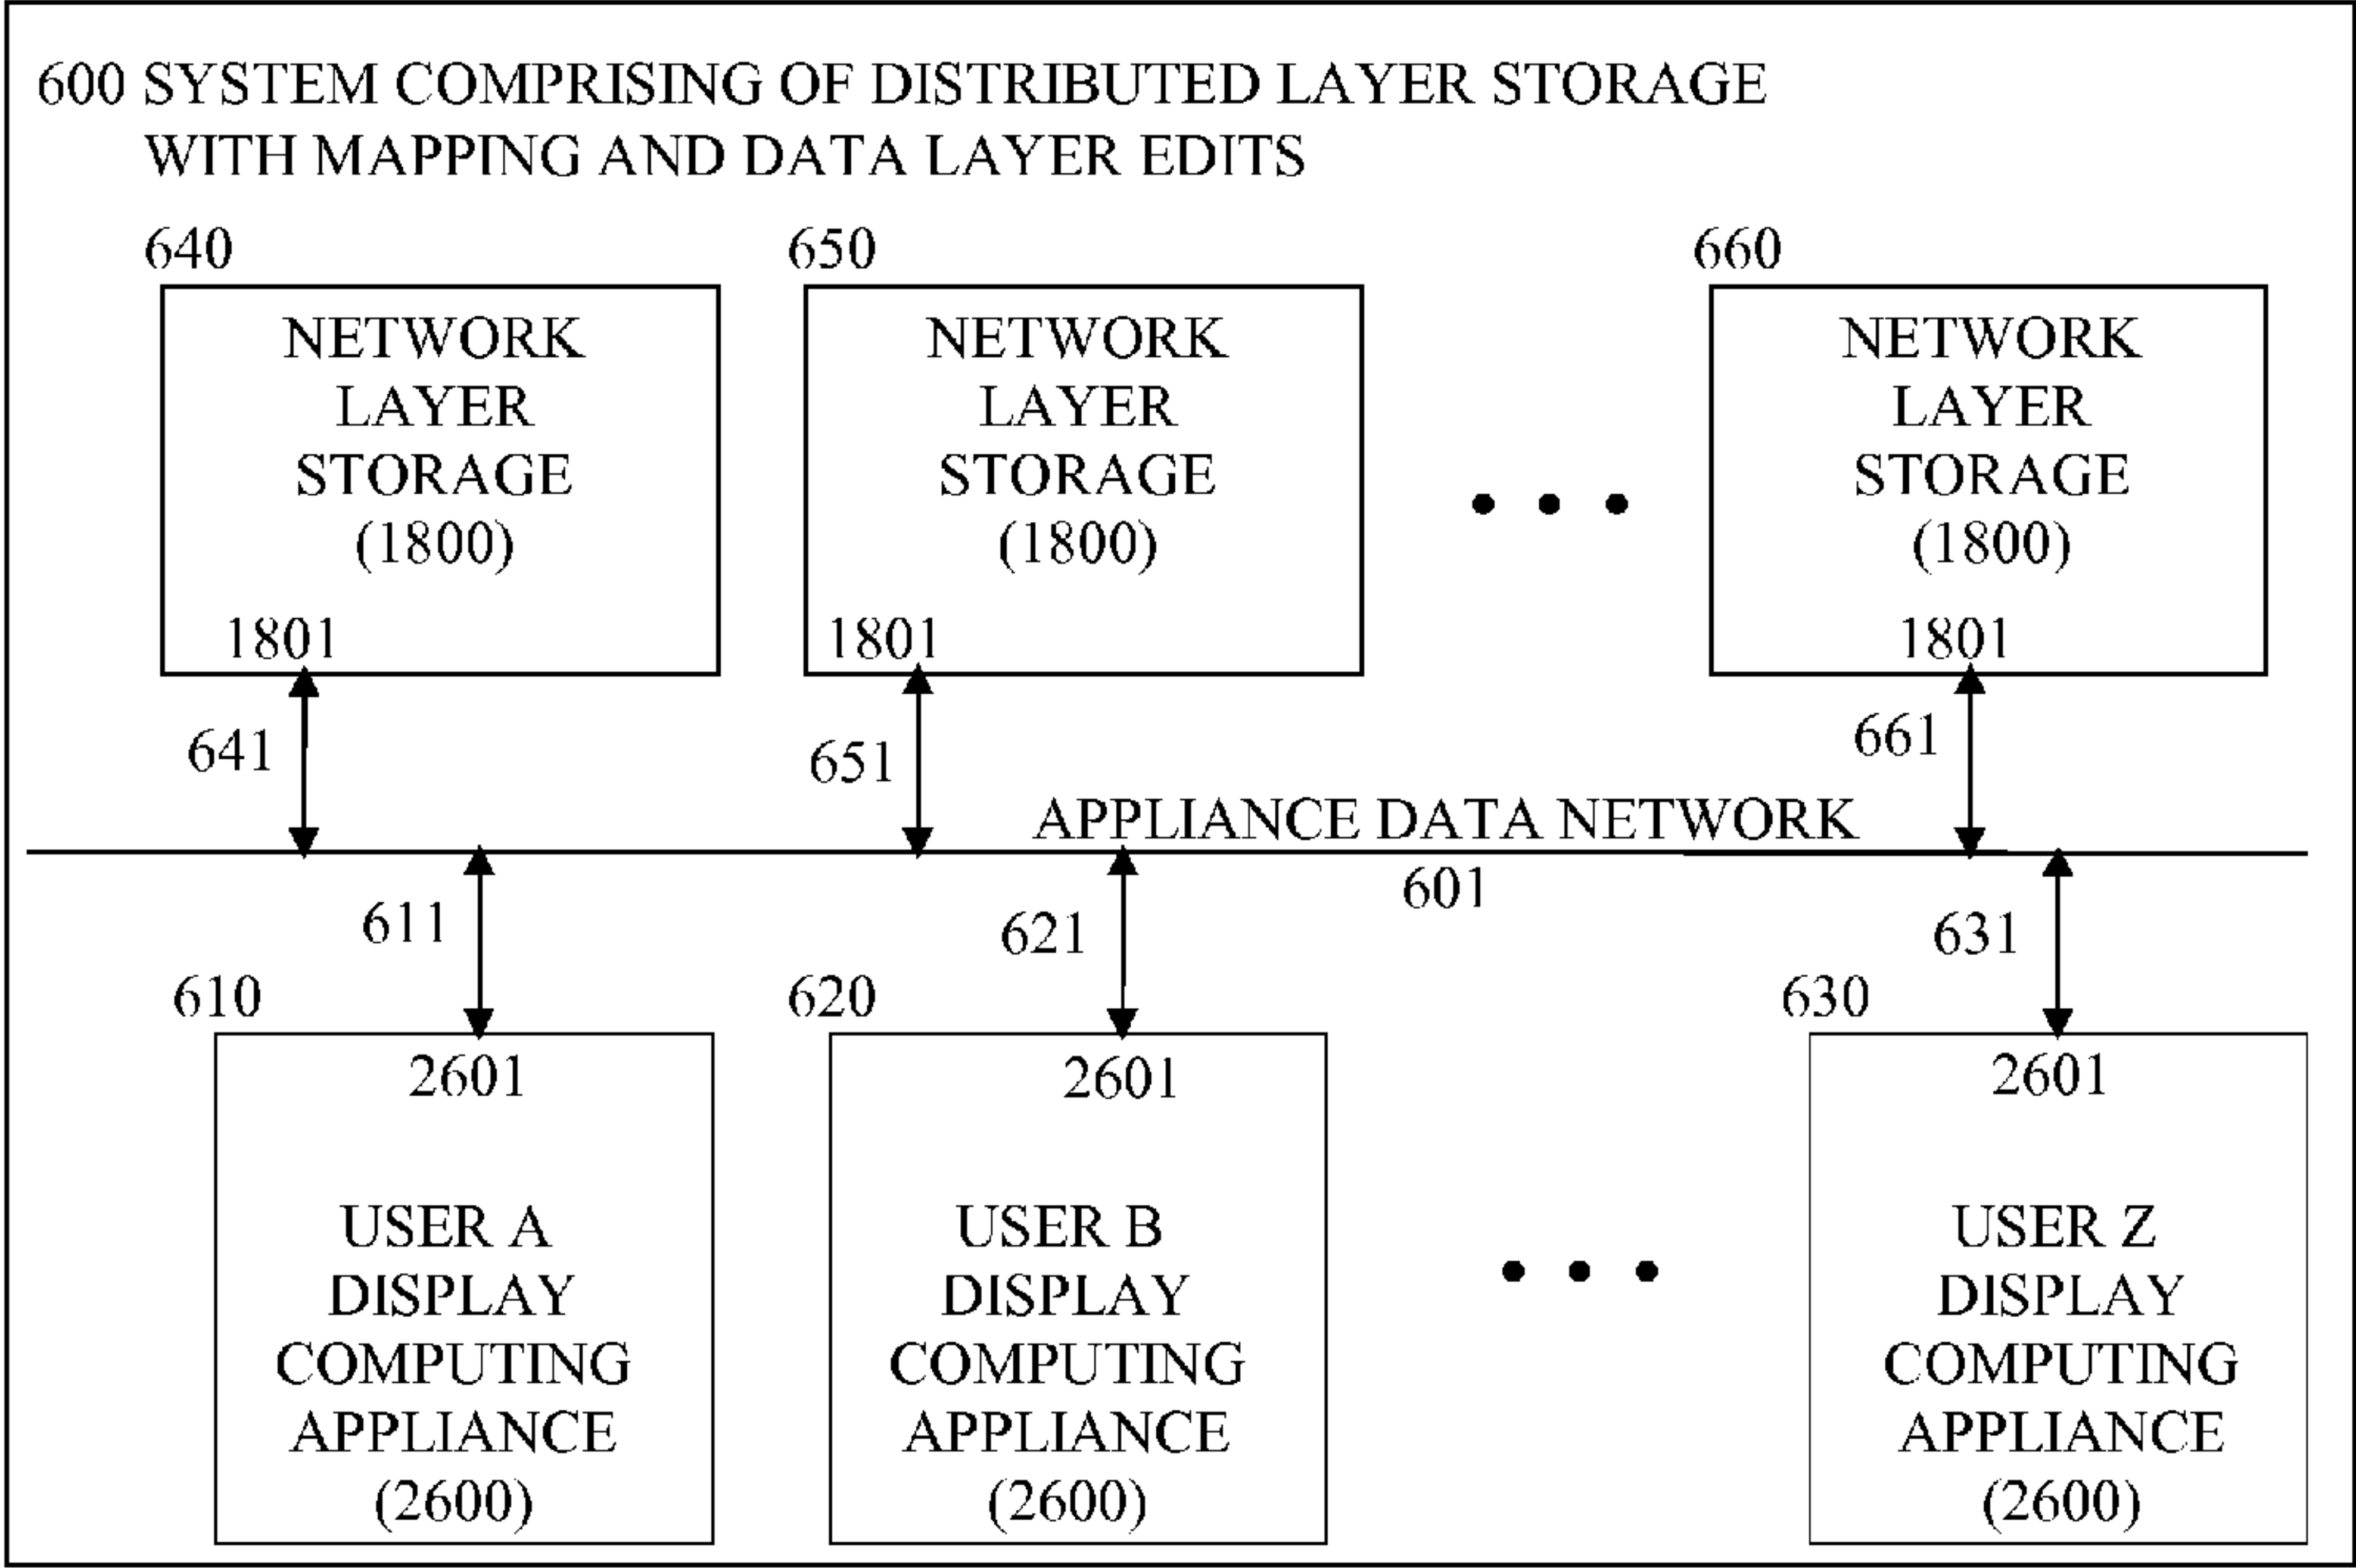 600 SYSTEM COMPRISING OF DISTRIBUTED LAYER STORAGE
WITH MAPPING AND DATA LAYER EDITS
640
NETWORK
LAYER
STORAGE
(1800)
1801
650
NETWORK
LAYER
STORAGE
(1800)
1801
660
NETWORK
LAYER
STORAGE
(1800)
1801
641
651
661
APPLIANCE DATA NETWORK
601
611
621
631
610
2601
USER A
DISPLAY
COMPUTING
APPLIANCE
(2600)
620
2601
USER B
DISPLAY
COMPUTING
APPLIANCE
(2600)
630
2601
USER Z
DISPLAY
COMPUTING
APPLIANCE
(2600)